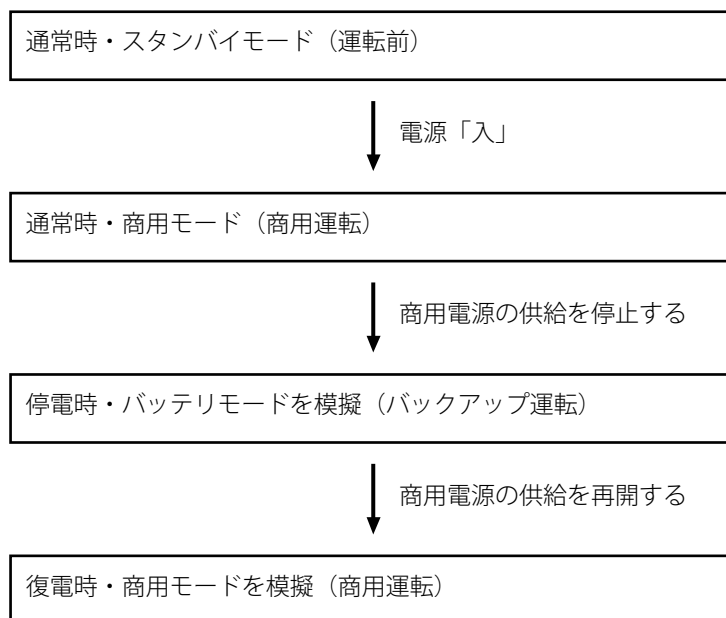 通常時・スタンバイモード（運転前）
電源「入」
通常時・商用モード（商用運転）
商用電源の供給を停止する
停電時・バッテリモードを模擬（バックアップ運転）
商用電源の供給を再開する
復電時・商用モードを模擬（商用運転）